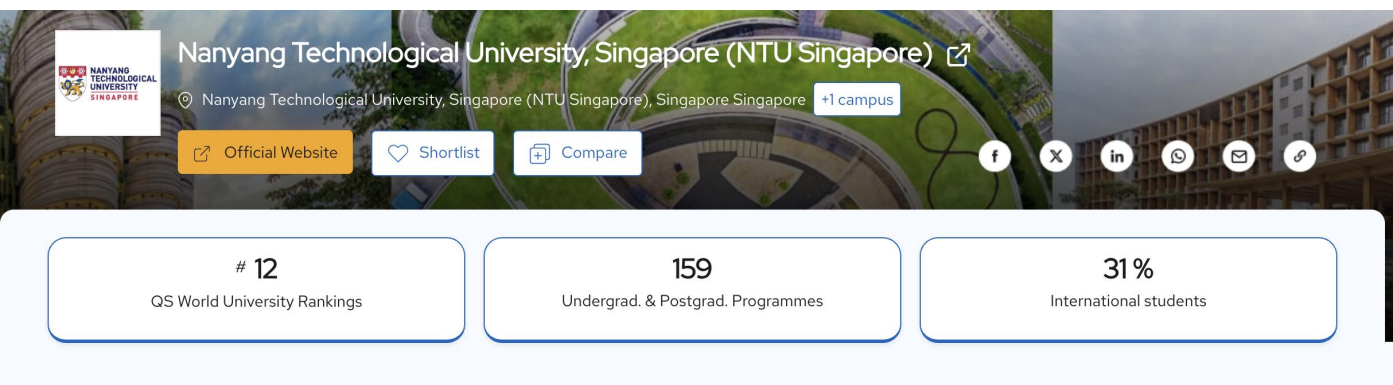 NANYANG
TECHNOLOGICAL
UNIVERSITY
SINGAPORE
Nanyang Technological University, Singapore (NTU Singapore)
Nanyang Technological University, Singapore (NTU Singapore), Singapore Singapore +1 campus
Official Website Shortlist Compare
# 12
QS World University Rankings
159
Undergrad. & Postgrad. Programmes
31 %
International students